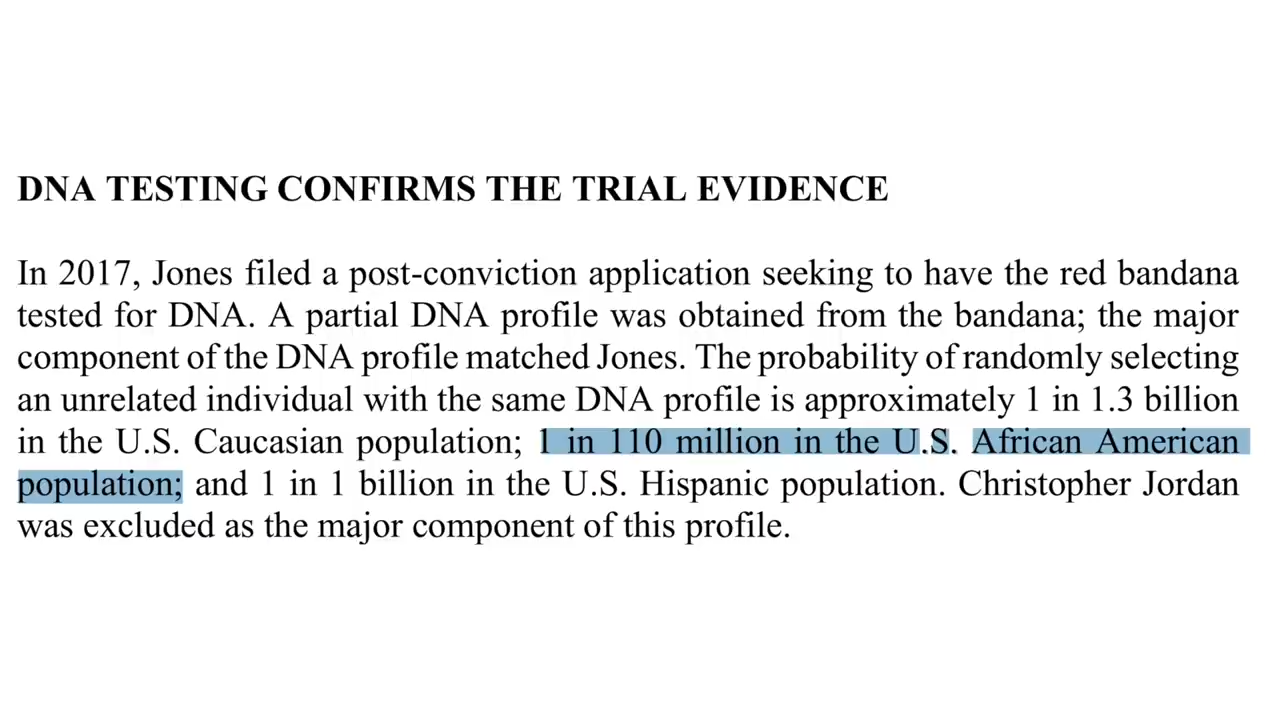 DNA TESTING CONFIRMS THE TRIAL EVIDENCE
In 2017, Jones filed a post-conviction application seeking to have the red bandana
tested for DNA. A partial DNA profile was obtained from the bandana; the major
component of the DNA profile matched Jones. The probability of randomly selecting
an unrelated individual with the same DNA profile is approximately 1 in 1.3 billion
in the U.S. Caucasian population; 1 in 110 million in the U.S. African American
population; and 1 in 1 billion in the U.S. Hispanic population. Christopher Jordan
was excluded as the major component of this profile.